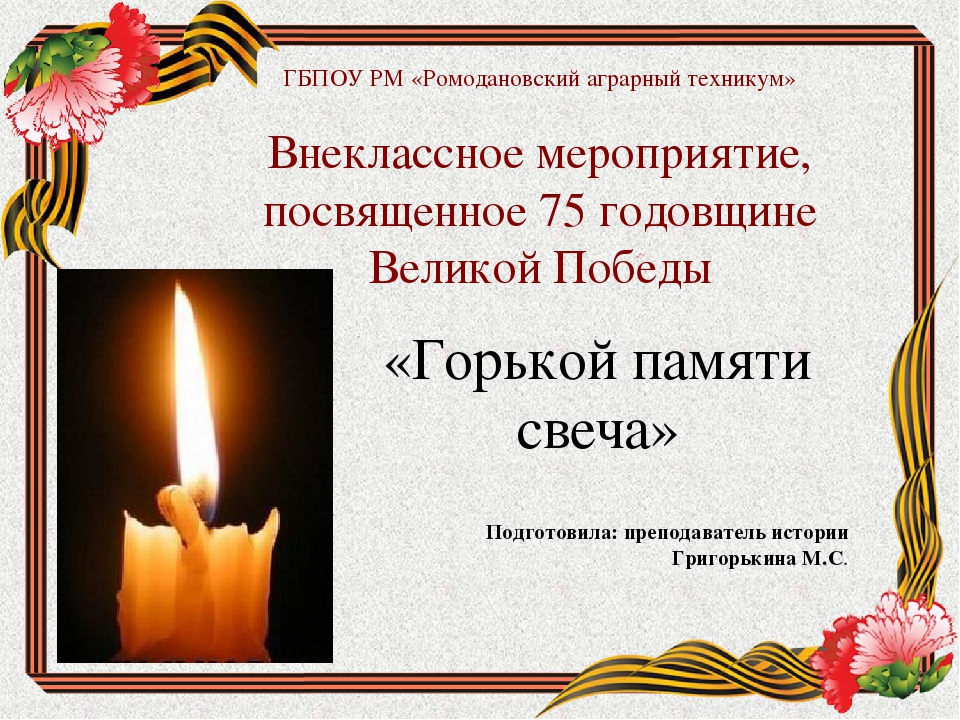 ГБПОУ РМ «Ромодановский аграрный техникум»
Внеклассное мероприятие,
посвященное 75 годовщине
Великой Победы
«Горькой памяти
свеча»
Подготовила: преподаватель истории
Григорькина М.С.